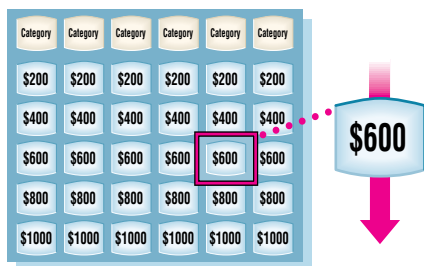 Category Category Category Category Category Category
$200 $200 $200 $200 $200 $200
$400 $400 $400 $400 $400 $400
$600 $600 $600 $600 $600 $600
$800 $800 $800 $800 $800 $800
$1000 $1000 $1000 $1000 $1000 $1000
$600